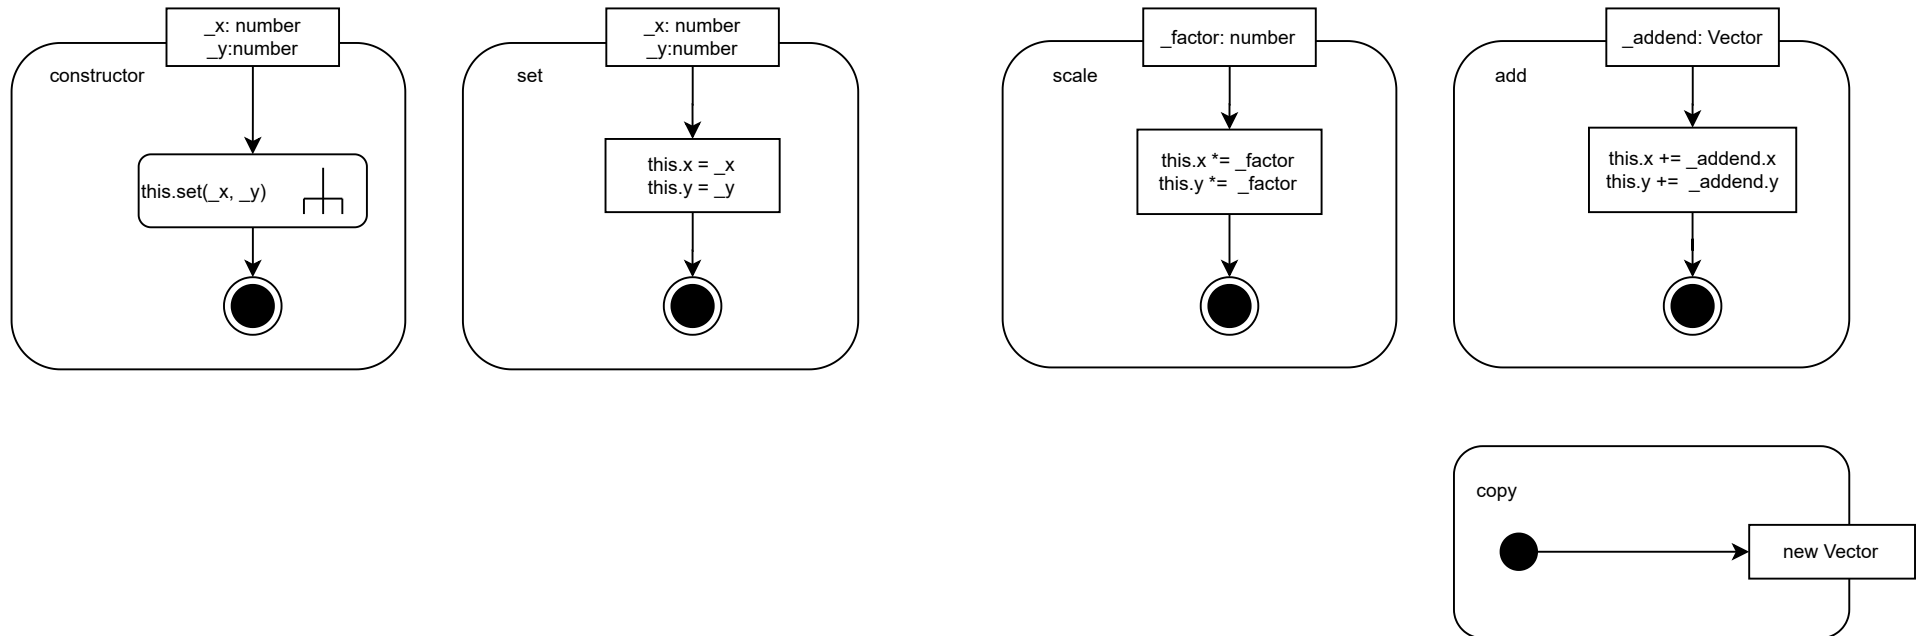 _x: number
_y:number
constructor
this.set(_x, _y)
_x: number
_y:number
set
this.x = _x
this.y = _y
_factor: number
scale
this.x *= _factor
this.y *=  _factor
_addend: Vector
add
this.x += _addend.x
this.y +=  _addend.y
copy
new Vector